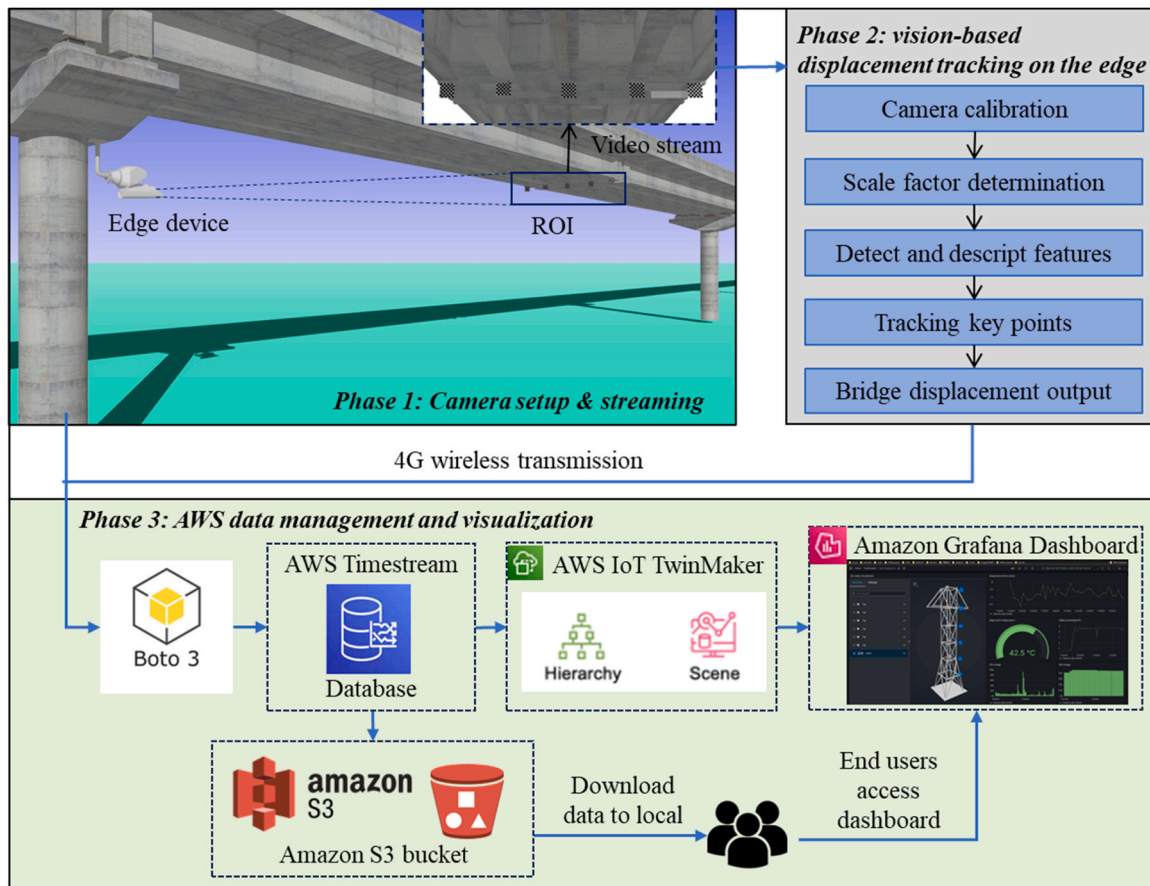 Phase 2: vision-based
displacement tracking on the edge
Camera calibration
Scale factor determination
Detect and descript features
Tracking key points
Bridge displacement output
Video stream
Edge device
ROI
Phase 1: Camera setup & streaming
4G wireless transmission
Phase 3: AWS data management and visualization
Boto 3
AWS Timestream
Database
AWS IoT TwinMaker
Hierarchy
Scene
Amazon Grafana Dashboard
42.5 °C
amazon
S3
Amazon S3 bucket
Download
data to local
End users
access
dashboard